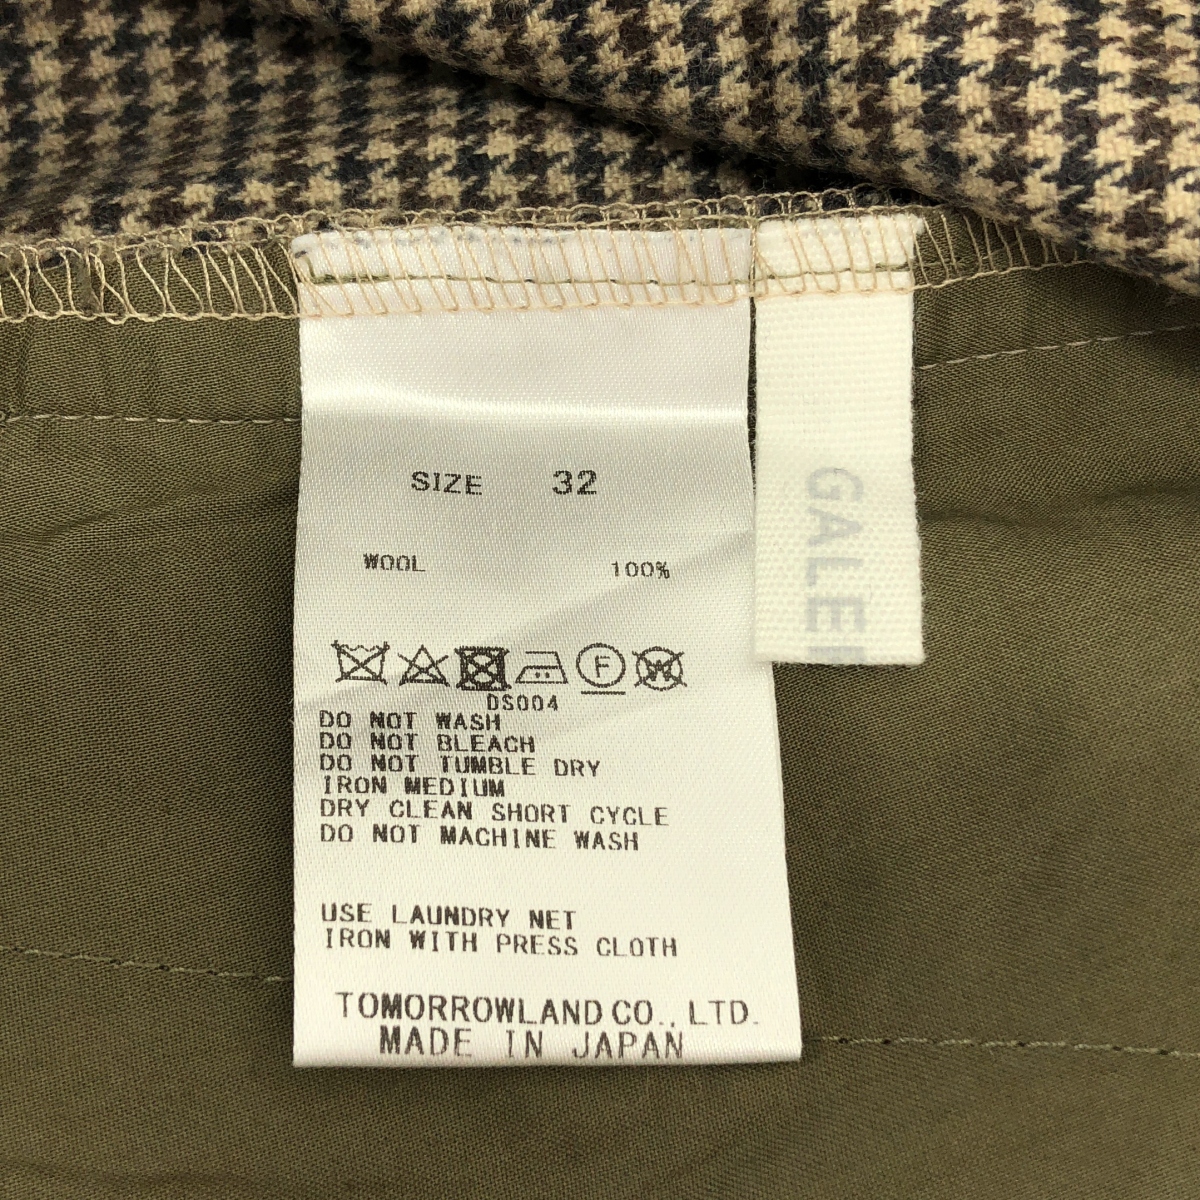 SIZE 32
WOOL 100%
F W
DS004
DO NOT WASH
DO NOT BLEACH
DO NOT TUMBLE DRY
IRON MEDIUM
DRY CLEAN SHORT CYCLE
DO NOT MACHINE WASH
USE LAUNDRY NET
IRON WITH PRESS CLOTH
TOMORROWLAND CO., LTD.
MADE IN JAPAN